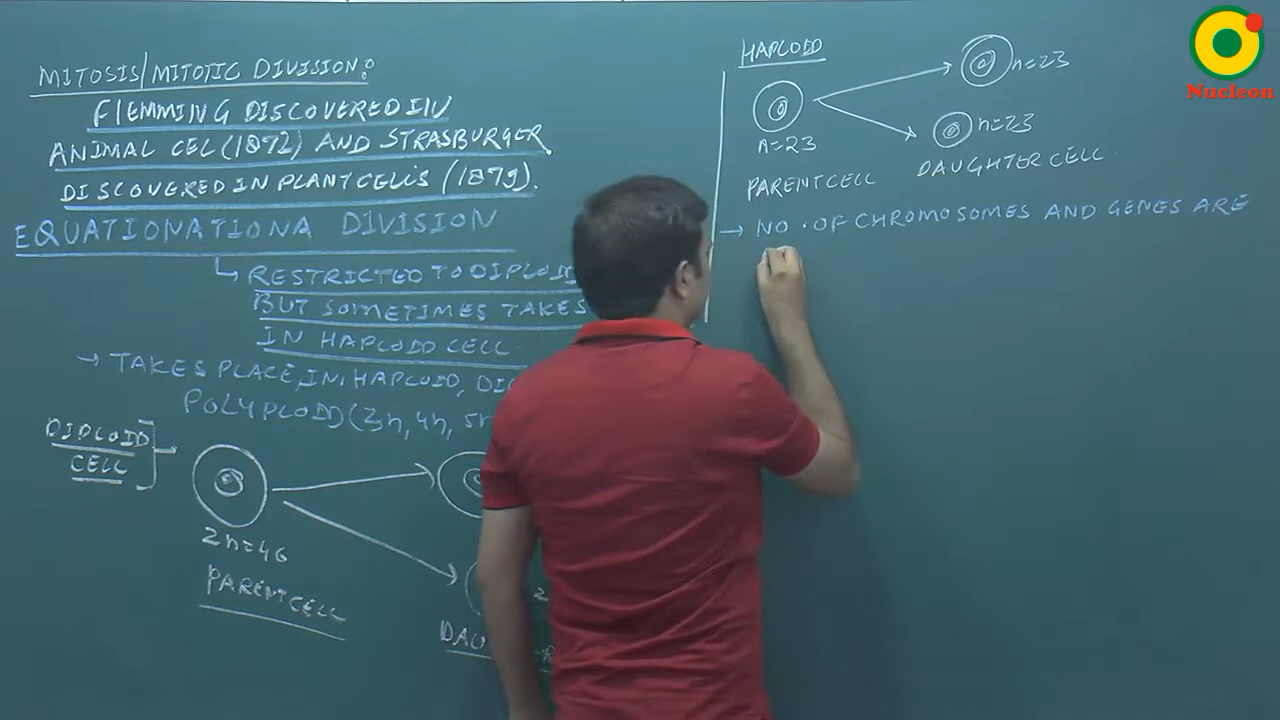 MITOSIS/MITOTIC DIVISION:
FLEMMING DISCOVERED IN
ANIMAL CEL (1872) AND STRASBURGER
DISCOVERED IN PLANT CELLS (1879).
EQUATIONATIONA DIVISION
RESTRICTED TO
BUT SOMETIMES TAKES
IN HAPLOID CELL.
→ TAKES PLACE, IN, HAPLOID,
POLYPLOID (3n, 4n,
DIPLOID
CELL
2n=46
PARENT CELL
HAPLOID
n=23
n=23
n=23
PARENT CELL
DAUGHTER CELL
→ NO. OF CHROMOSOMES AND GENES ARE
Nucleon